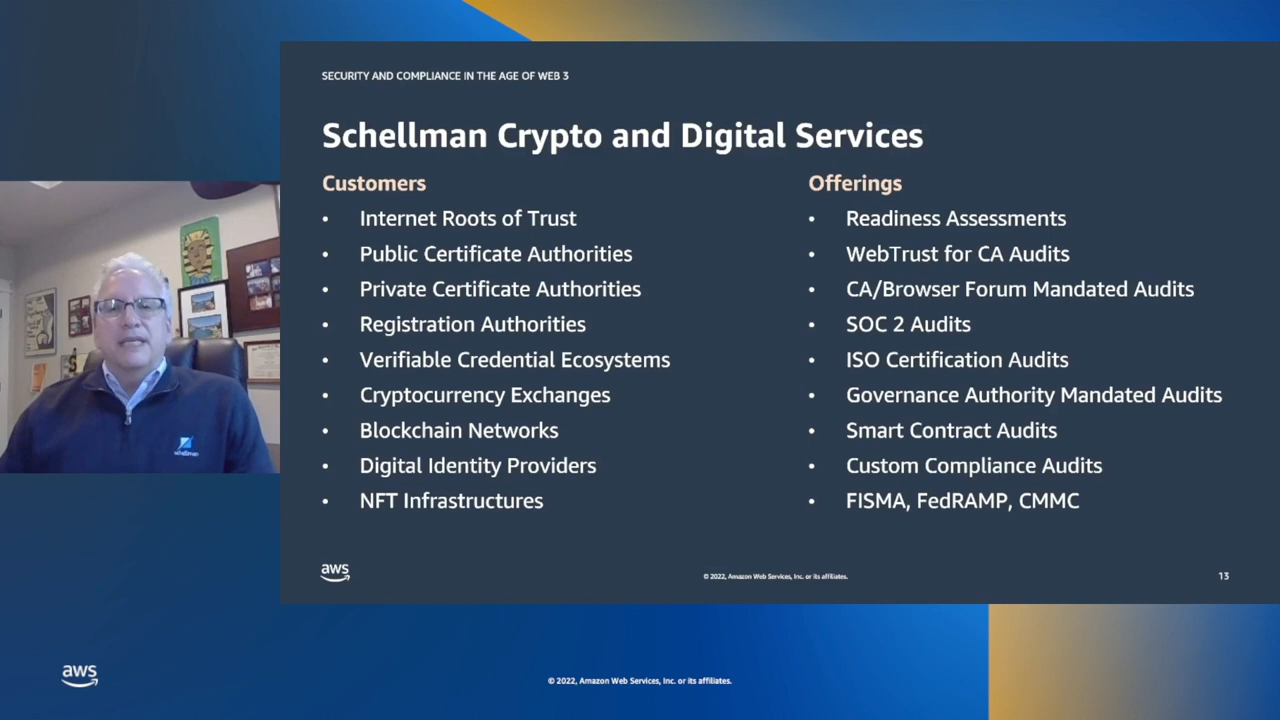 SECURITY AND COMPLIANCE IN THE AGE OF WEB 3
Schellman Crypto and Digital Services
Customers
• Internet Roots of Trust
• Public Certificate Authorities
• Private Certificate Authorities
• Registration Authorities
• Verifiable Credential Ecosystems
• Cryptocurrency Exchanges
• Blockchain Networks
• Digital Identity Providers
• NFT Infrastructures
Offerings
• Readiness Assessments
• WebTrust for CA Audits
• CA/Browser Forum Mandated Audits
• SOC 2 Audits
• ISO Certification Audits
• Governance Authority Mandated Audits
• Smart Contract Audits
• Custom Compliance Audits
• FISMA, FedRAMP, CMMC
schellman
aws
© 2022, Amazon Web Services, Inc. or its affiliates.
13
aws
© 2022, Amazon Web Services, Inc. or its affiliates.